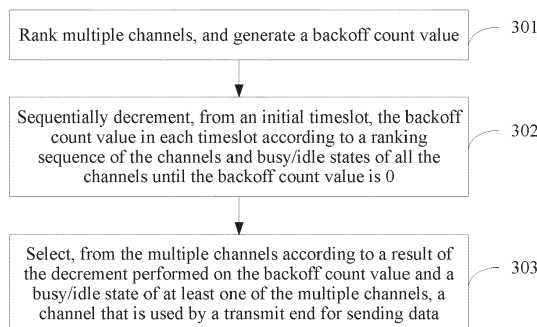 Rank multiple channels, and generate a backoff count value
301
Sequentially decrement, from an initial timeslot, the backoff
count value in each timeslot according to a ranking
sequence of the channels and busy/idle states of all the
channels until the backoff count value is 0
302
Select, from the multiple channels according to a result of
the decrement performed on the backoff count value and a
busy/idle state of at least one of the multiple channels, a
channel that is used by a transmit end for sending data
303